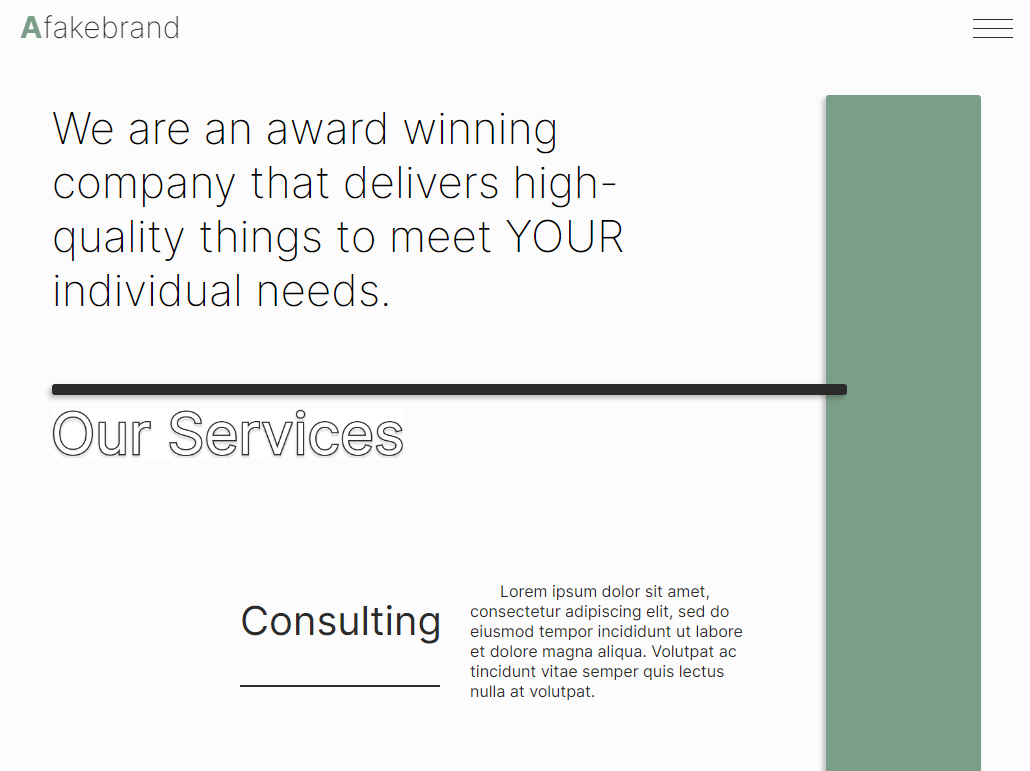 Afakebrand
We are an award winning
company that delivers high-
quality things to meet YOUR
individual needs.
Our Services
Consulting
Lorem ipsum dolor sit amet,
consectetur adipiscing elit, sed do
eiusmod tempor incididunt ut labore
et dolore magna aliqua. Volutpat ac
tincidunt vitae semper quis lectus
nulla at volutpat.